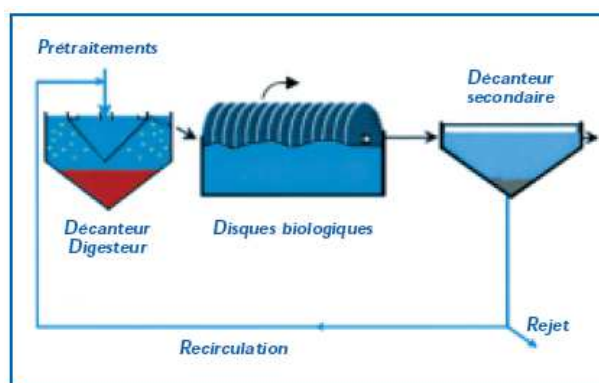 Prétraitements
Décanteur
secondaire
Décanteur
Digesteur
Disques biologiques
Rejet
Recirculation